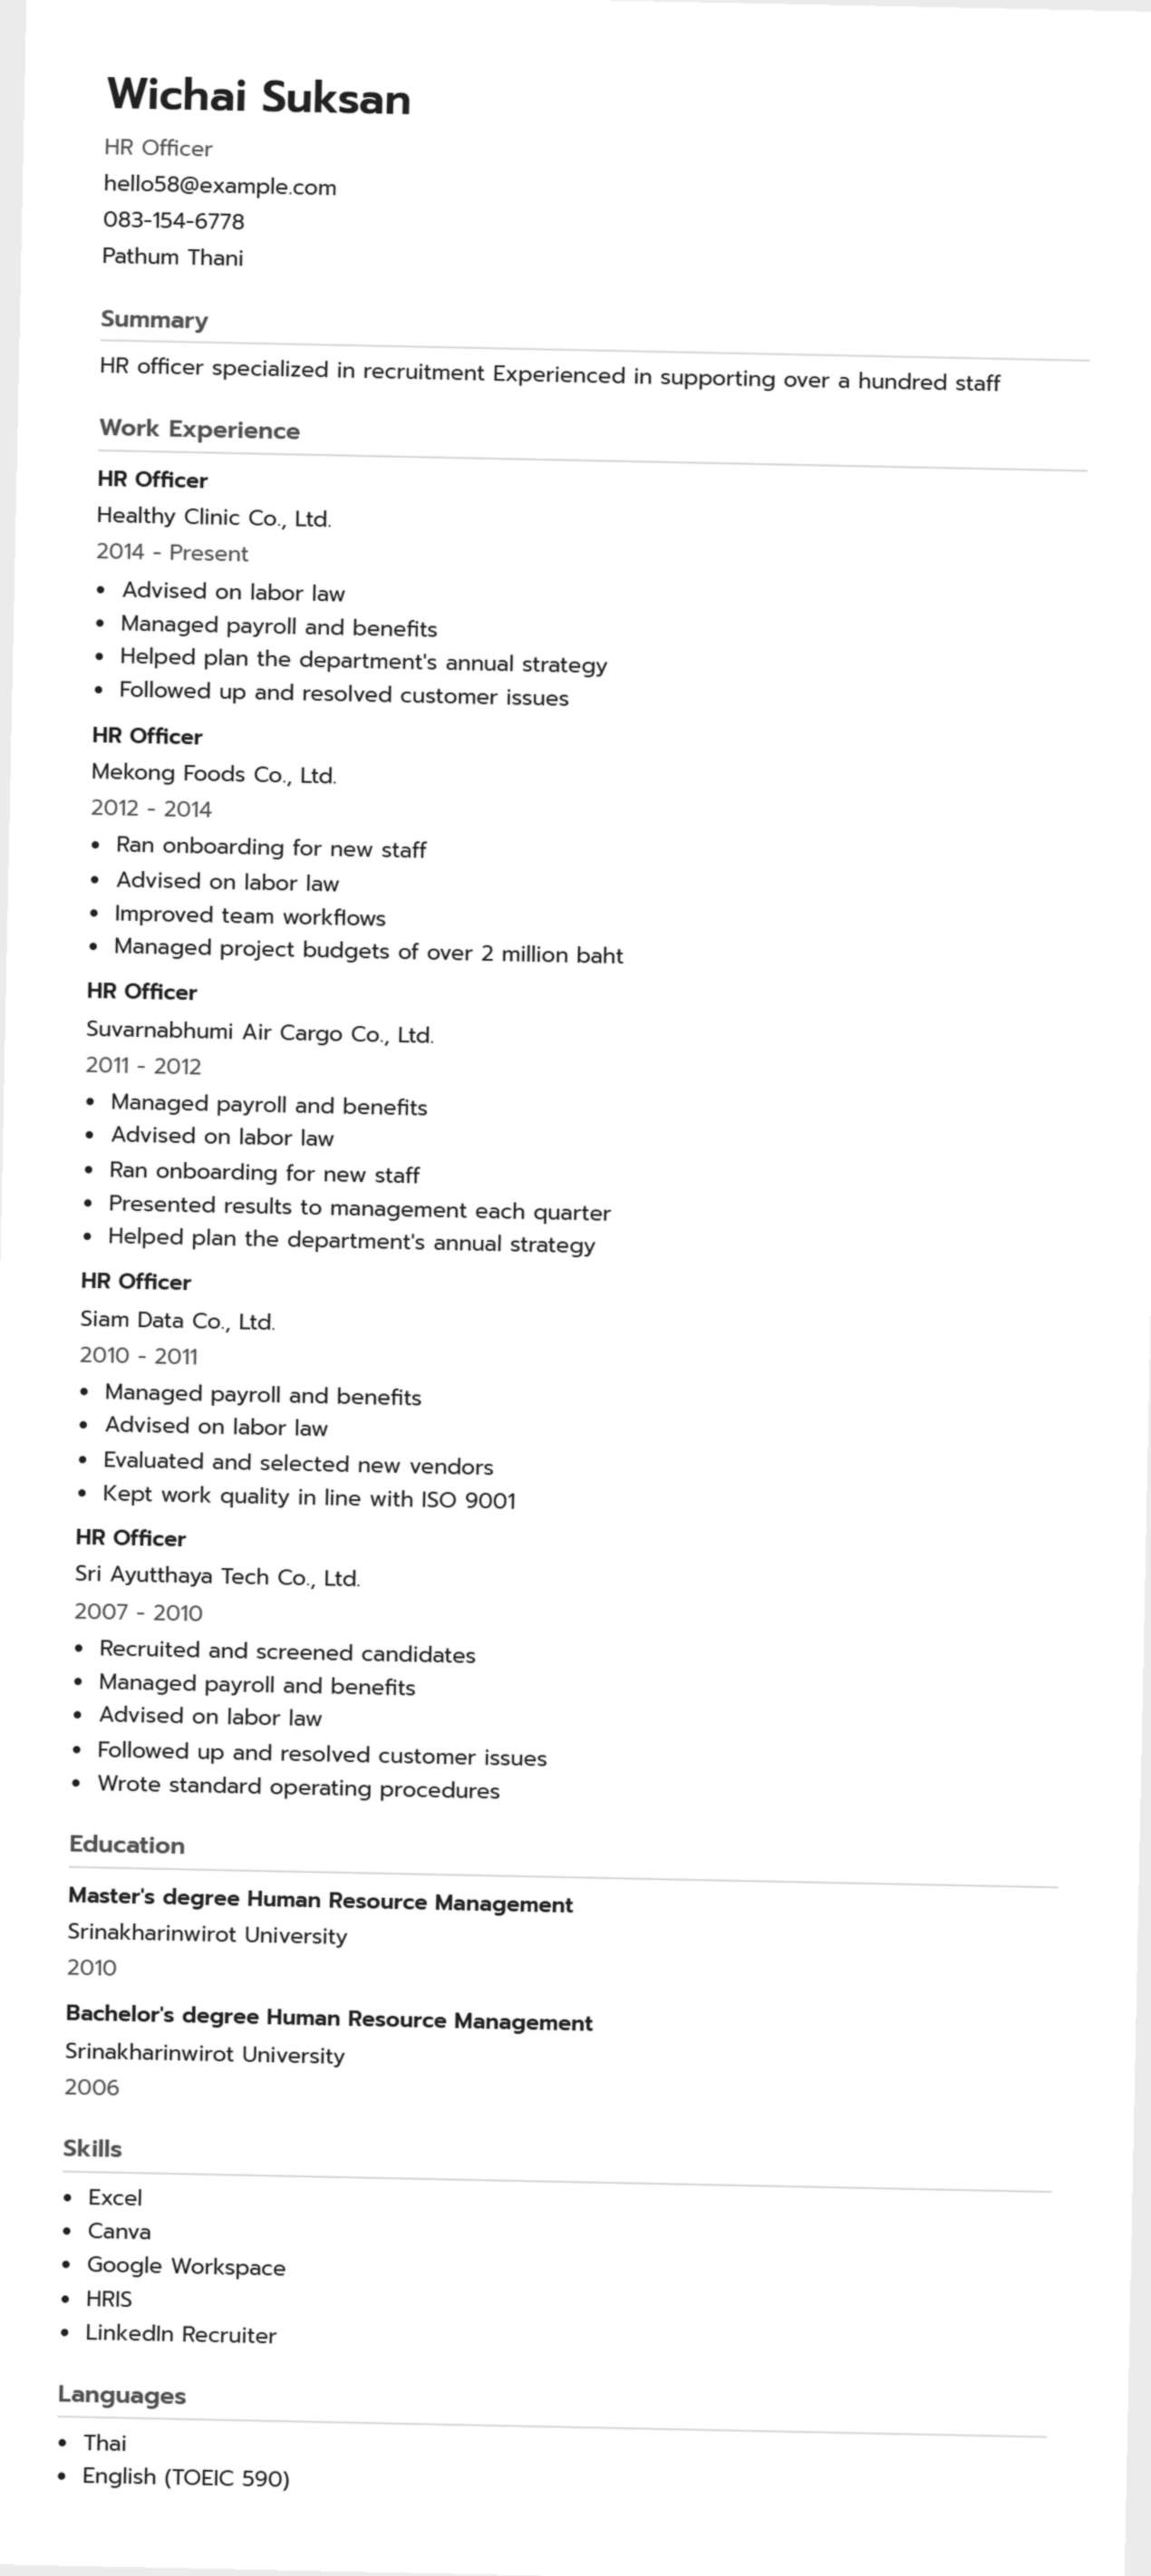 Wichai Suksan
HR Officer
hello58@example.com
083-154-6778
Pathum Thani
Summary
HR officer specialized in recruitment Experienced in supporting over a hundred staff
Work Experience
HR Officer
Healthy Clinic Co., Ltd.
2014 - Present
• Advised on labor law
• Managed payroll and benefits
• Helped plan the department's annual strategy
• Followed up and resolved customer issues
HR Officer
Mekong Foods Co., Ltd.
2012 - 2014
• Ran onboarding for new staff
• Advised on labor law
• Improved team workflows
• Managed project budgets of over 2 million baht
HR Officer
Suvarnabhumi Air Cargo Co., Ltd.
2011 - 2012
• Managed payroll and benefits
• Advised on labor law
• Ran onboarding for new staff
• Presented results to management each quarter
• Helped plan the department's annual strategy
HR Officer
Siam Data Co., Ltd.
2010 - 2011
• Managed payroll and benefits
• Advised on labor law
• Evaluated and selected new vendors
• Kept work quality in line with ISO 9001
HR Officer
Sri Ayutthaya Tech Co., Ltd.
2007 - 2010
• Recruited and screened candidates
• Managed payroll and benefits
• Advised on labor law
• Followed up and resolved customer issues
• Wrote standard operating procedures
Education
Master's degree Human Resource Management
Srinakharinwirot University
2010
Bachelor's degree Human Resource Management
Srinakharinwirot University
2006
Skills
• Excel
• Canva
• Google Workspace
• HRIS
• LinkedIn Recruiter
Languages
• Thai
• English (TOEIC 590)